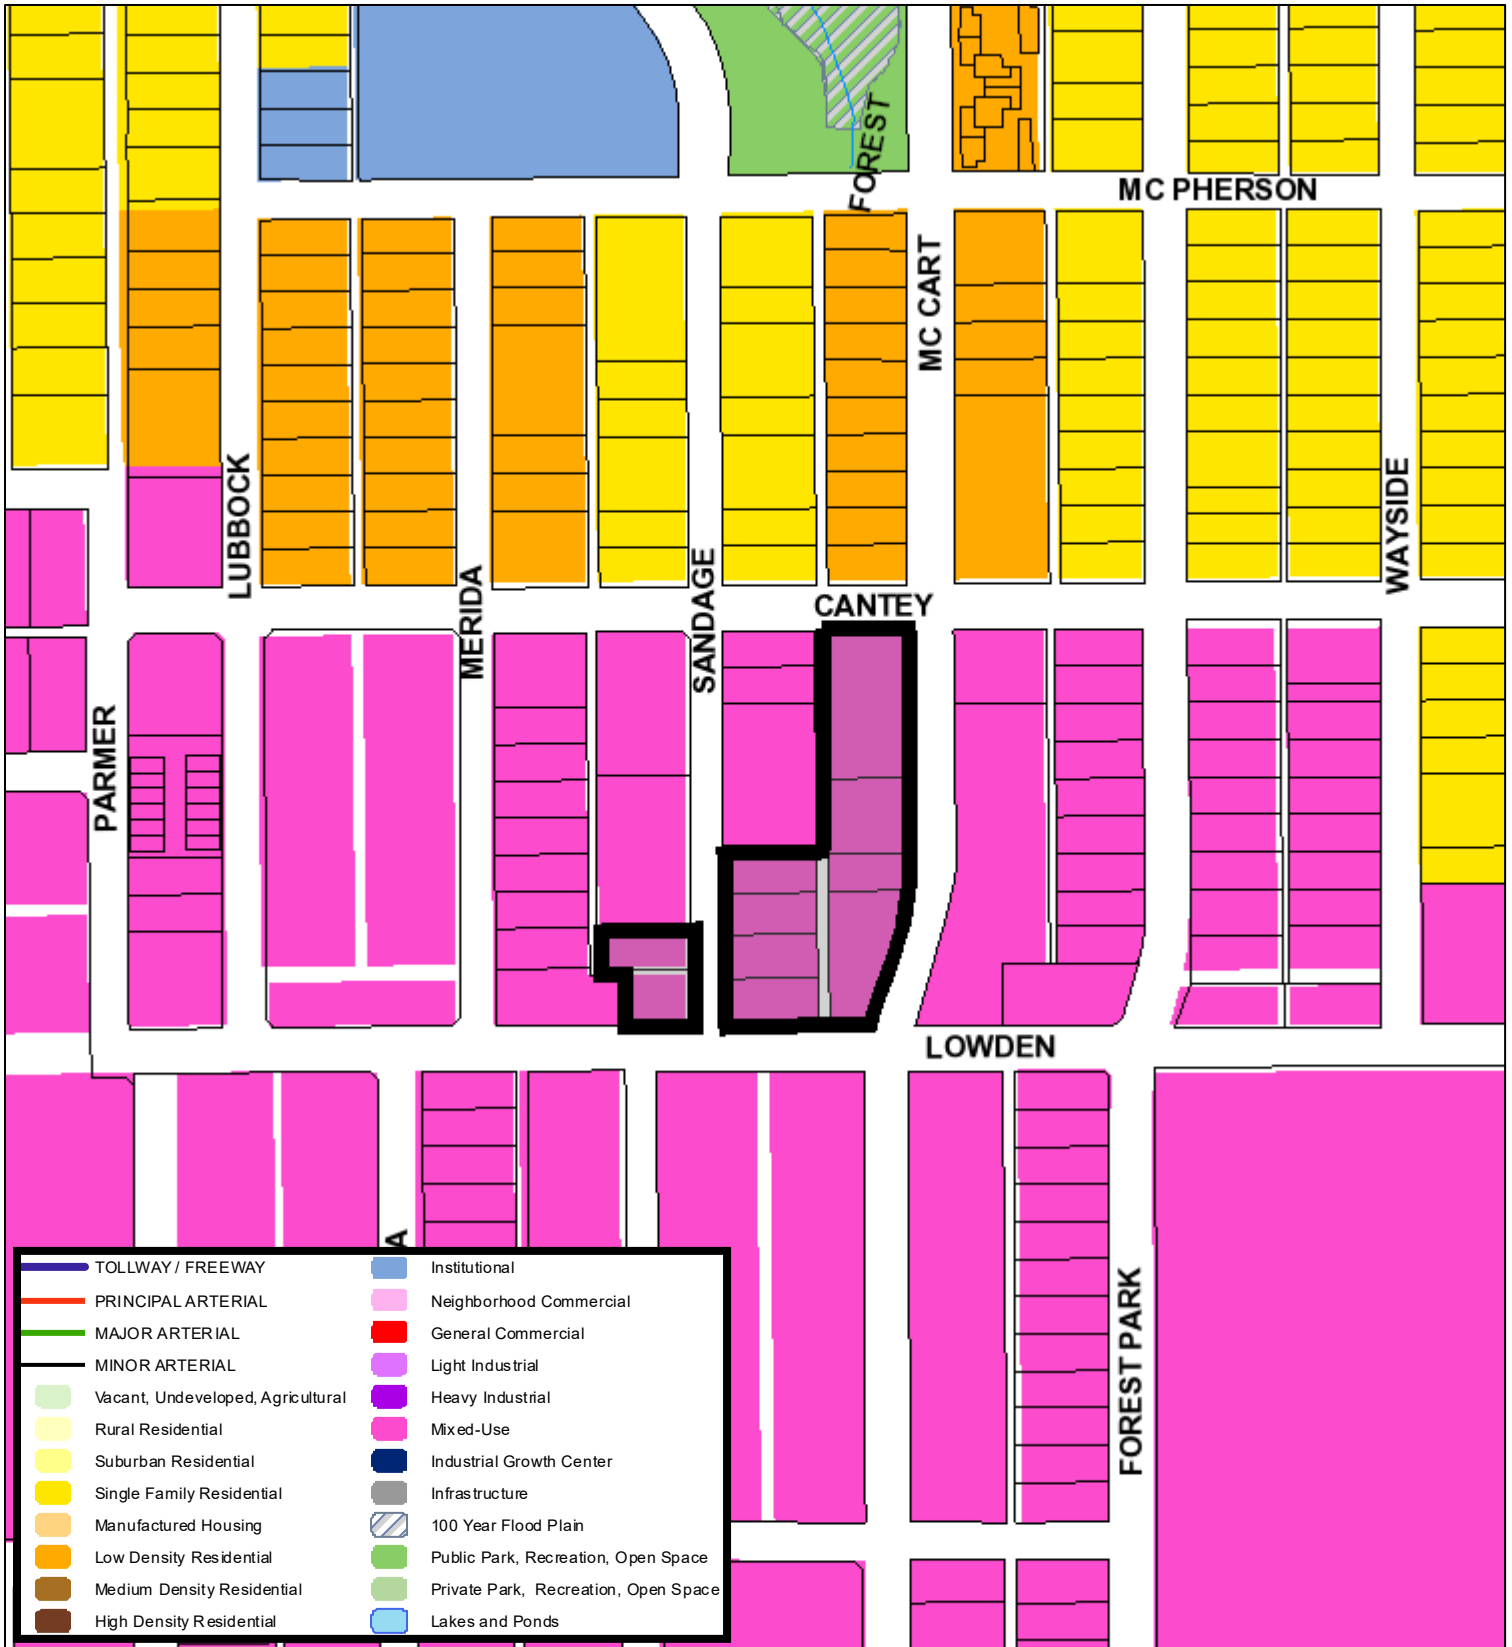 FOREST
MC PHERSON
MC CART
LUBBOCK
WAYSIDE
SANDAGE
MERIDA
CANTEY
PARMER
LOWDEN
A
FOREST PARK
TOLLWAY / FREEWAY
PRINCIPAL ARTERIAL
MAJOR ARTERIAL
MINOR ARTERIAL
Vacant, Undeveloped, Agricultural
Rural Residential
Suburban Residential
Single Family Residential
Manufactured Housing
Low Density Residential
Medium Density Residential
High Density Residential
Institutional
Neighborhood Commercial
General Commercial
Light Industrial
Heavy Industrial
Mixed-Use
Industrial Growth Center
Infrastructure
100 Year Flood Plain
Public Park, Recreation, Open Space
Private Park, Recreation, Open Space
Lakes and Ponds